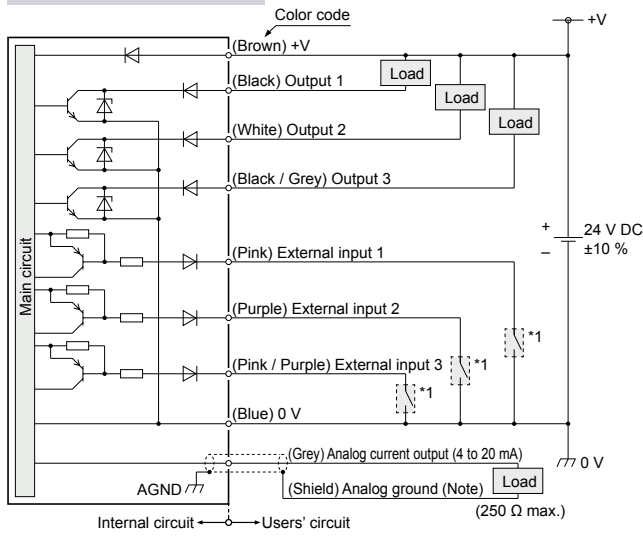 Color code
+V
(Brown) +V
(Black) Output 1
Load
Load
Load
(White) Output 2
(Black / Grey) Output 3
+
24 V DC
–
±10 %
Main circuit
(Pink) External input 1
(Purple) External input 2
*1
(Pink / Purple) External input 3
*1
*1
(Blue) 0 V
(Grey) Analog current output (4 to 20 mA)
0 V
AGND
(Shield) Analog ground (Note)
Load
(250 Ω max.)
Internal circuit
Users' circuit